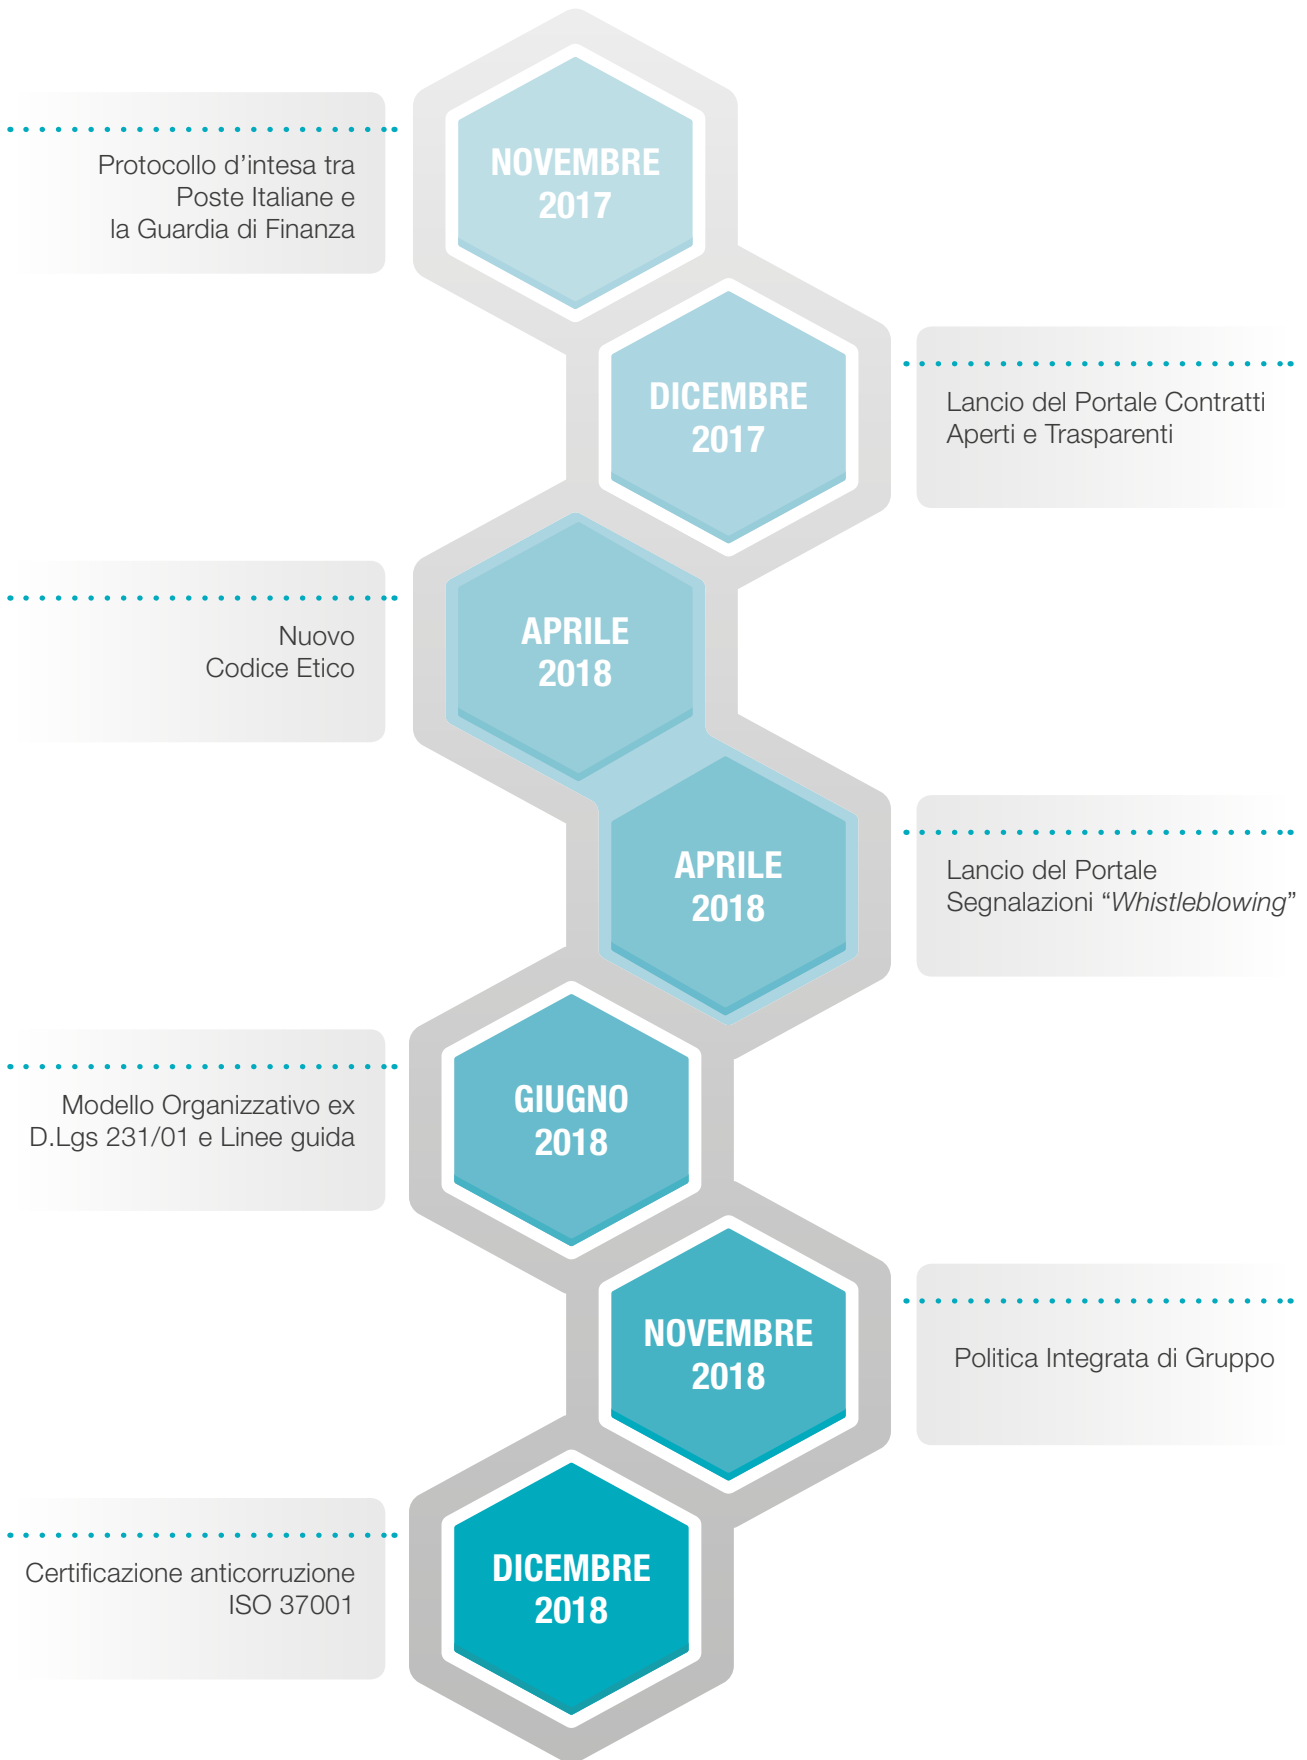 NOVEMBRE
2017
Protocollo d’intesa tra
Poste Italiane e
la Guardia di Finanza
DICEMBRE
2017
Lancio del Portale Contratti
Aperti e Trasparenti
APRILE
2018
Nuovo
Codice Etico
APRILE
2018
Lancio del Portale
Segnalazioni “Whistleblowing”
GIUGNO
2018
Modello Organizzativo ex
D.Lgs 231/01 e Linee guida
NOVEMBRE
2018
Politica Integrata di Gruppo
DICEMBRE
2018
Certificazione anticorruzione
ISO 37001